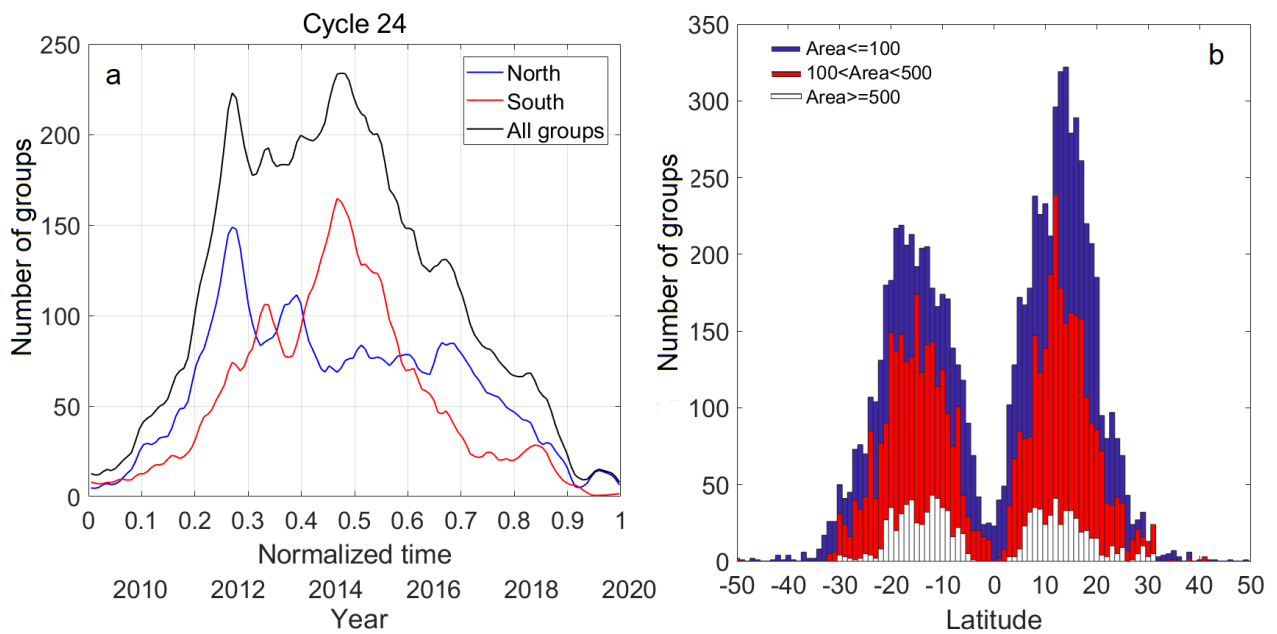 Cycle 24
a
North
South
All groups
Number of groups
250
200
150
100
50
0
0 0.1 0.2 0.3 0.4 0.5 0.6 0.7 0.8 0.9 1
Normalized time
2010 2012 2014 2016 2018 2020
Year
b
Area<=100
100<Area<500
Area>=500
Number of groups
350
300
250
200
150
100
50
0
-50 -40 -30 -20 -10 0 10 20 30 40 50
Latitude